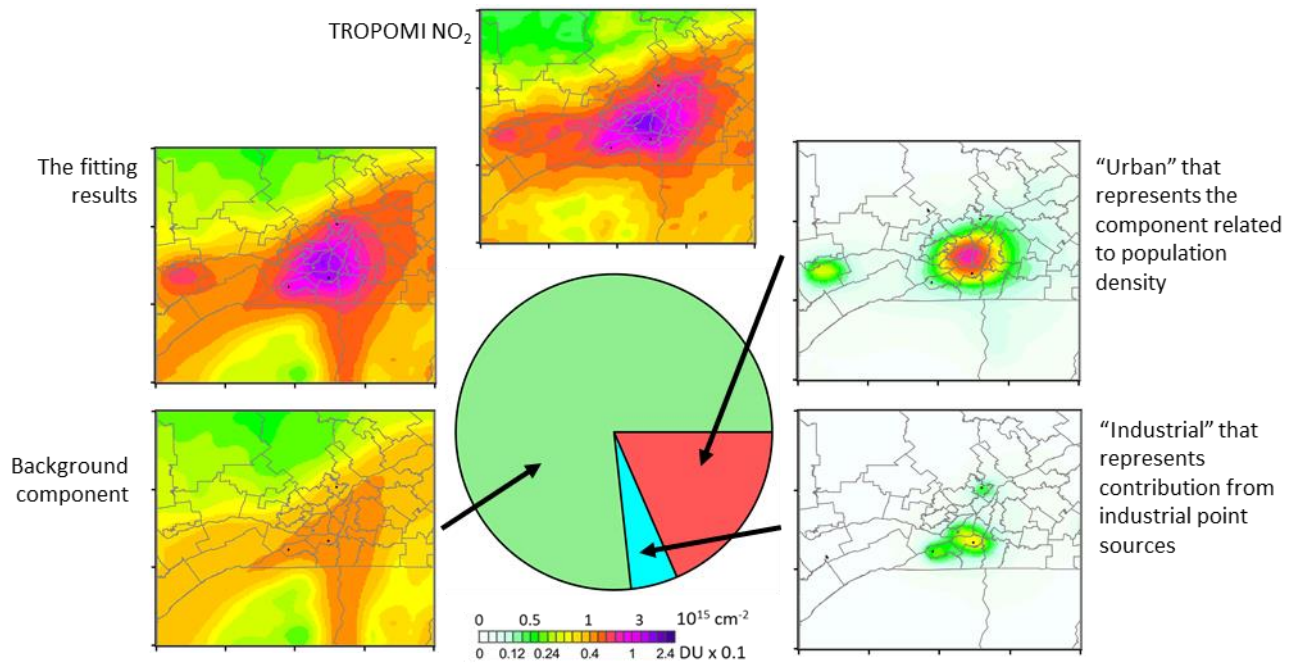 TROPOMI NO₂
The fitting
results
“Urban” that
represents the
component related
to population
density
Background
component
“Industrial” that
represents
contribution from
industrial point
sources
0 0.5 1 3 10¹⁵ cm⁻²
0 0.12 0.24 0.4 1 2.4 DU x 0.1